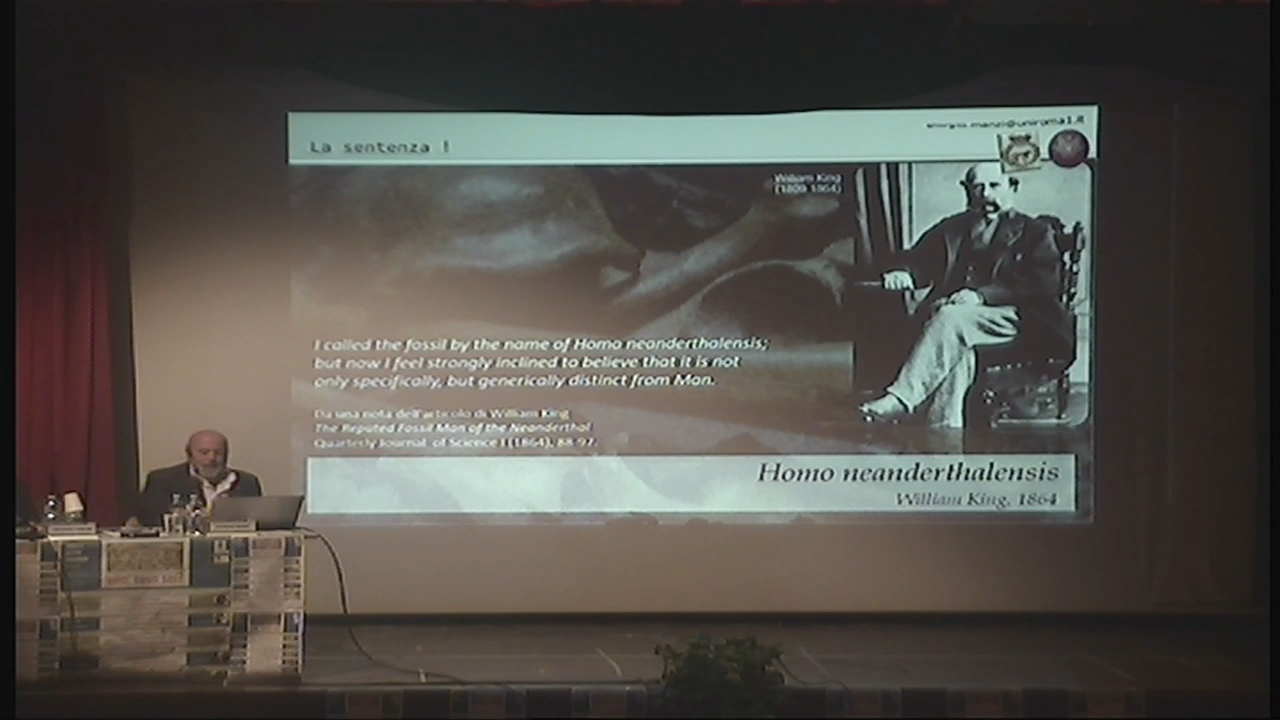 manzi@uniroma1.it
La sentenza !
William King
(1809 1864)
I called the fossil by the name of Homo neanderthalensis;
but now I feel strongly inclined to believe that it is not
only specifically, but generically distinct from Man.
Da una nota dell'articolo di William King
The Reputed Fossil Man of the Neanderthal
Quarterly Journal of Science I (1864), 88-97.
Homo neanderthalensis
William King, 1864